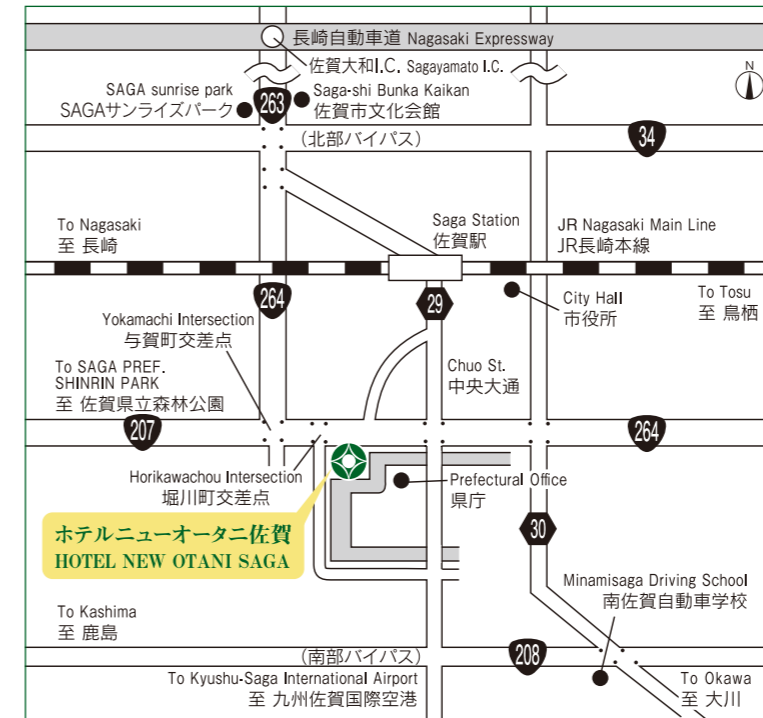 長崎自動車道 Nagasaki Expressway
佐賀大和I.C. Sagayamato I.C.
N
SAGA sunrise park
SAGAサンライズパーク
263
Saga-shi Bunka Kaikan
佐賀市文化会館
(北部バイパス)
34
To Nagasaki
至 長崎
Saga Station
佐賀駅
JR Nagasaki Main Line
JR長崎本線
264
29
City Hall
市役所
To Tosu
至 鳥栖
Yokamachi Intersection
与賀町交差点
To SAGA PREF.
SHINRIN PARK
至 佐賀県立森林公園
Chuo St.
中央大通
207
264
Horikawachou Intersection
堀川町交差点
Prefectural Office
県庁
ホテルニューオータニ佐賀
HOTEL NEW OTANI SAGA
30
Minamisaga Driving School
南佐賀自動車学校
To Kashima
至 鹿島
(南部バイパス)
208
To Kyushu-Saga International Airport
至 九州佐賀国際空港
To Okawa
至 大川